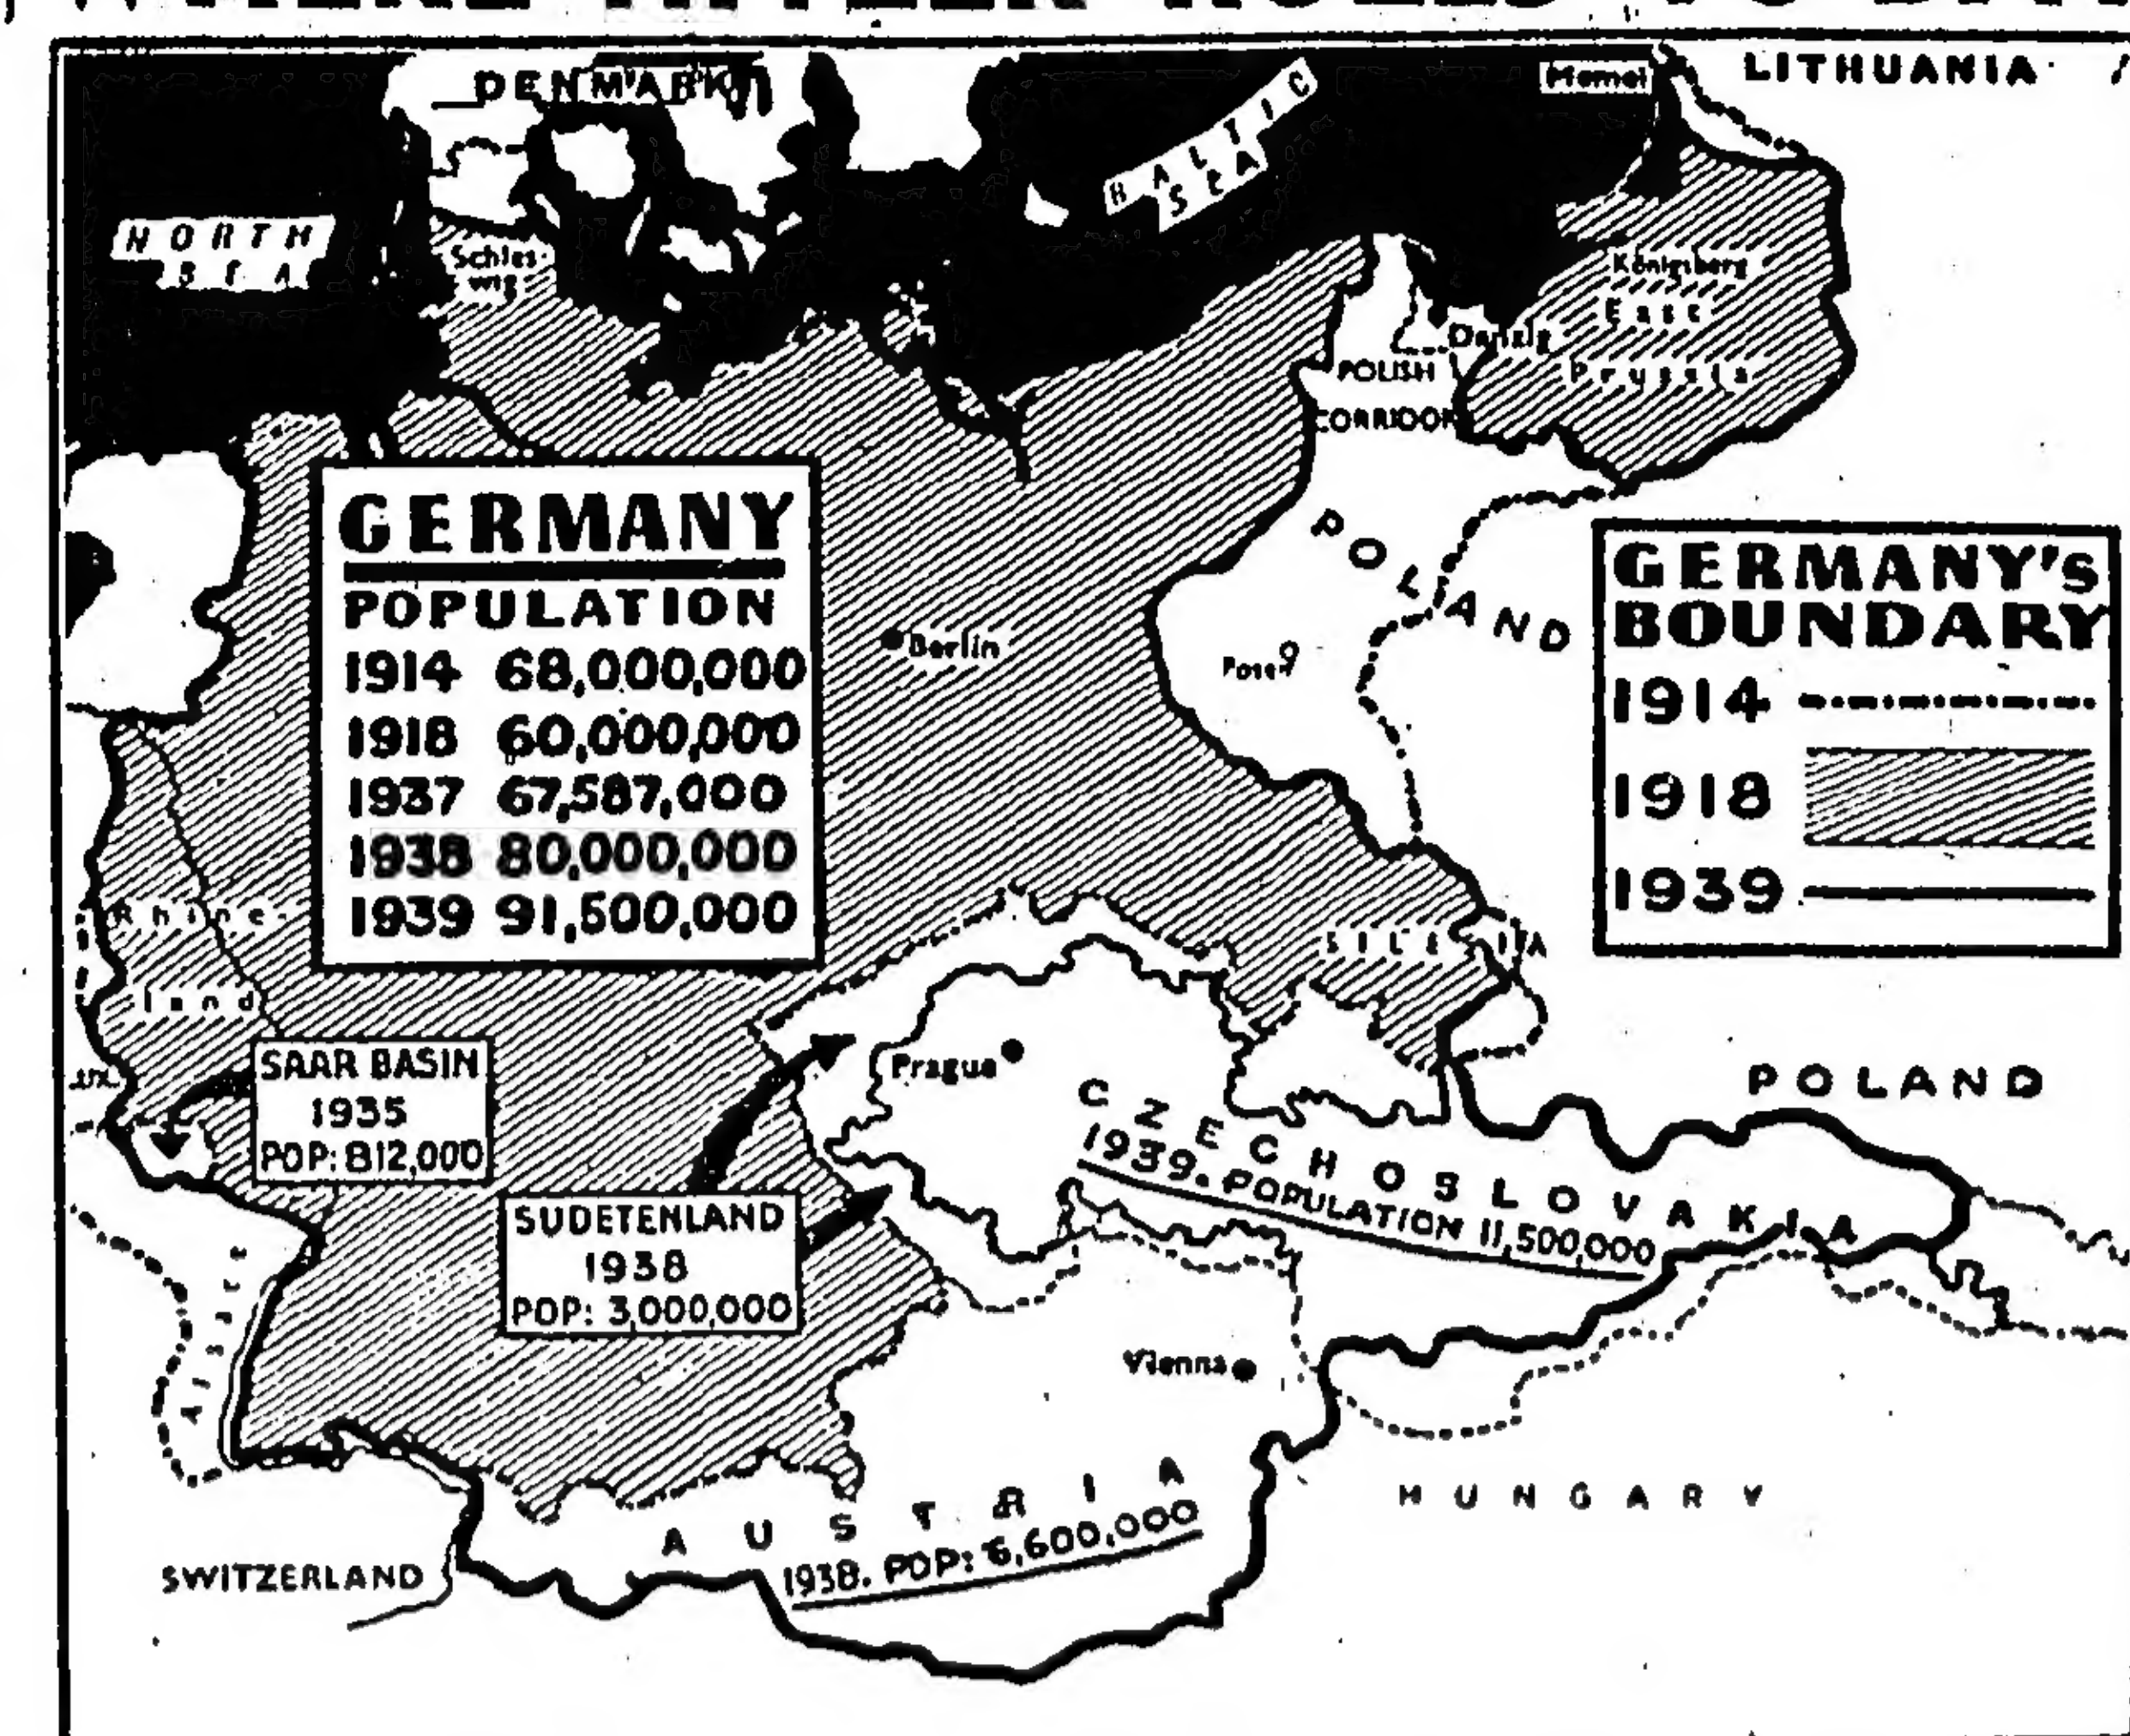 DENMARK
LITHUANIA
Memel
BALTIC
SEA
NORTH
SEA
Schles-
wig
Königsberg
East
Prussia
Danzig
POLISH
CORRIDOR
POLAND
GERMANY
POPULATION
1914 68,000,000
1918 60,000,000
1937 67,587,000
1938 80,000,000
1939 91,500,000
Berlin
GERMANY'S
BOUNDARY
1914
1918
1939
Rhine-
land
SILESIA
SAAR BASIN
1935
POP: 812,000
Prague
POLAND
CZECHOSLOVAKIA
1939. POPULATION 11,500,000
SUDETENLAND
1938
POP: 3,000,000
Vienna
AUSTRIA
1938. POP: 6,600,000
HUNGARY
SWITZERLAND